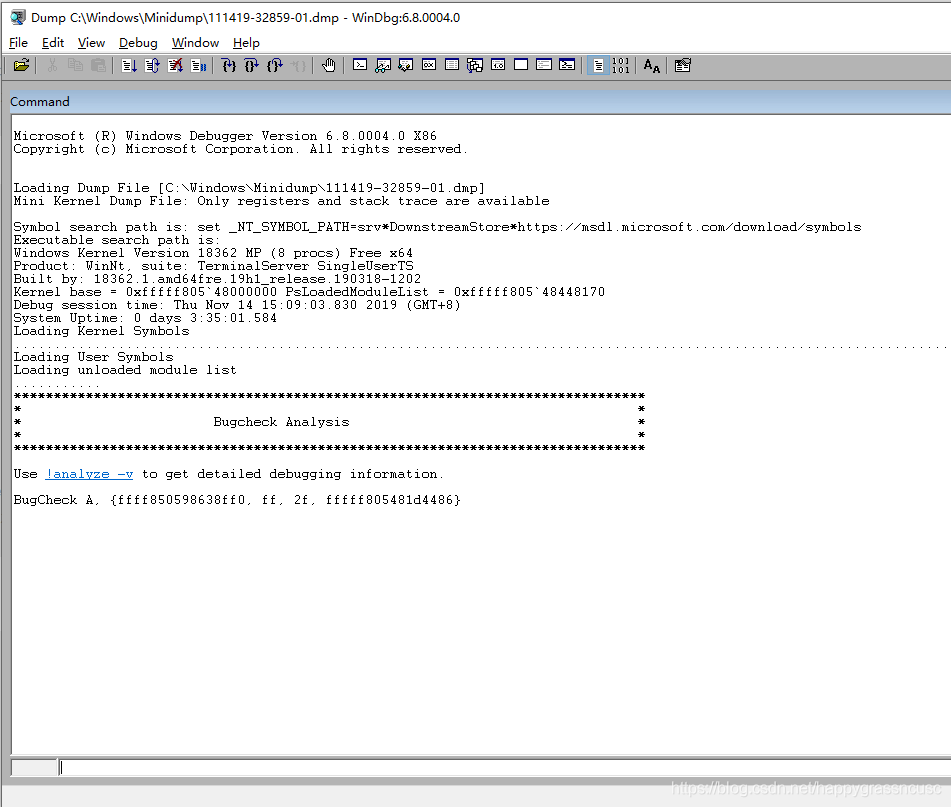 Dump C:\Windows\Minidump\111419-32859-01.dmp - WinDbg:6.8.0004.0
File Edit View Debug Window Help
Command
Microsoft (R) Windows Debugger Version 6.8.0004.0 X86
Copyright (c) Microsoft Corporation. All rights reserved.
Loading Dump File [C:\Windows\Minidump\111419-32859-01.dmp]
Mini Kernel Dump File: Only registers and stack trace are available
Symbol search path is: set _NT_SYMBOL_PATH=srv*DownstreamStore*https://msdl.microsoft.com/download/symbols
Executable search path is:
Windows Kernel Version 18362 MP (8 procs) Free x64
Product: WinNt, suite: TerminalServer SingleUserTS
Built by: 18362.1.amd64fre.19h1_release.190318-1202
Kernel base = 0xfffff805`48000000 PsLoadedModuleList = 0xfffff805`48448170
Debug session time: Thu Nov 14 15:09:03.830 2019 (GMT+8)
System Uptime: 0 days 3:35:01.584
Loading Kernel Symbols
.....................................................................................................................
Loading User Symbols
Loading unloaded module list
...........
*******************************************************************************
*                                                                             *
*                        Bugcheck Analysis                                    *
*                                                                             *
*******************************************************************************
Use !analyze -v to get detailed debugging information.
BugCheck A, {ffff850598638ff0, ff, 2f, fffff805481d4486}
https://blog.csdn.net/happygrassncusc